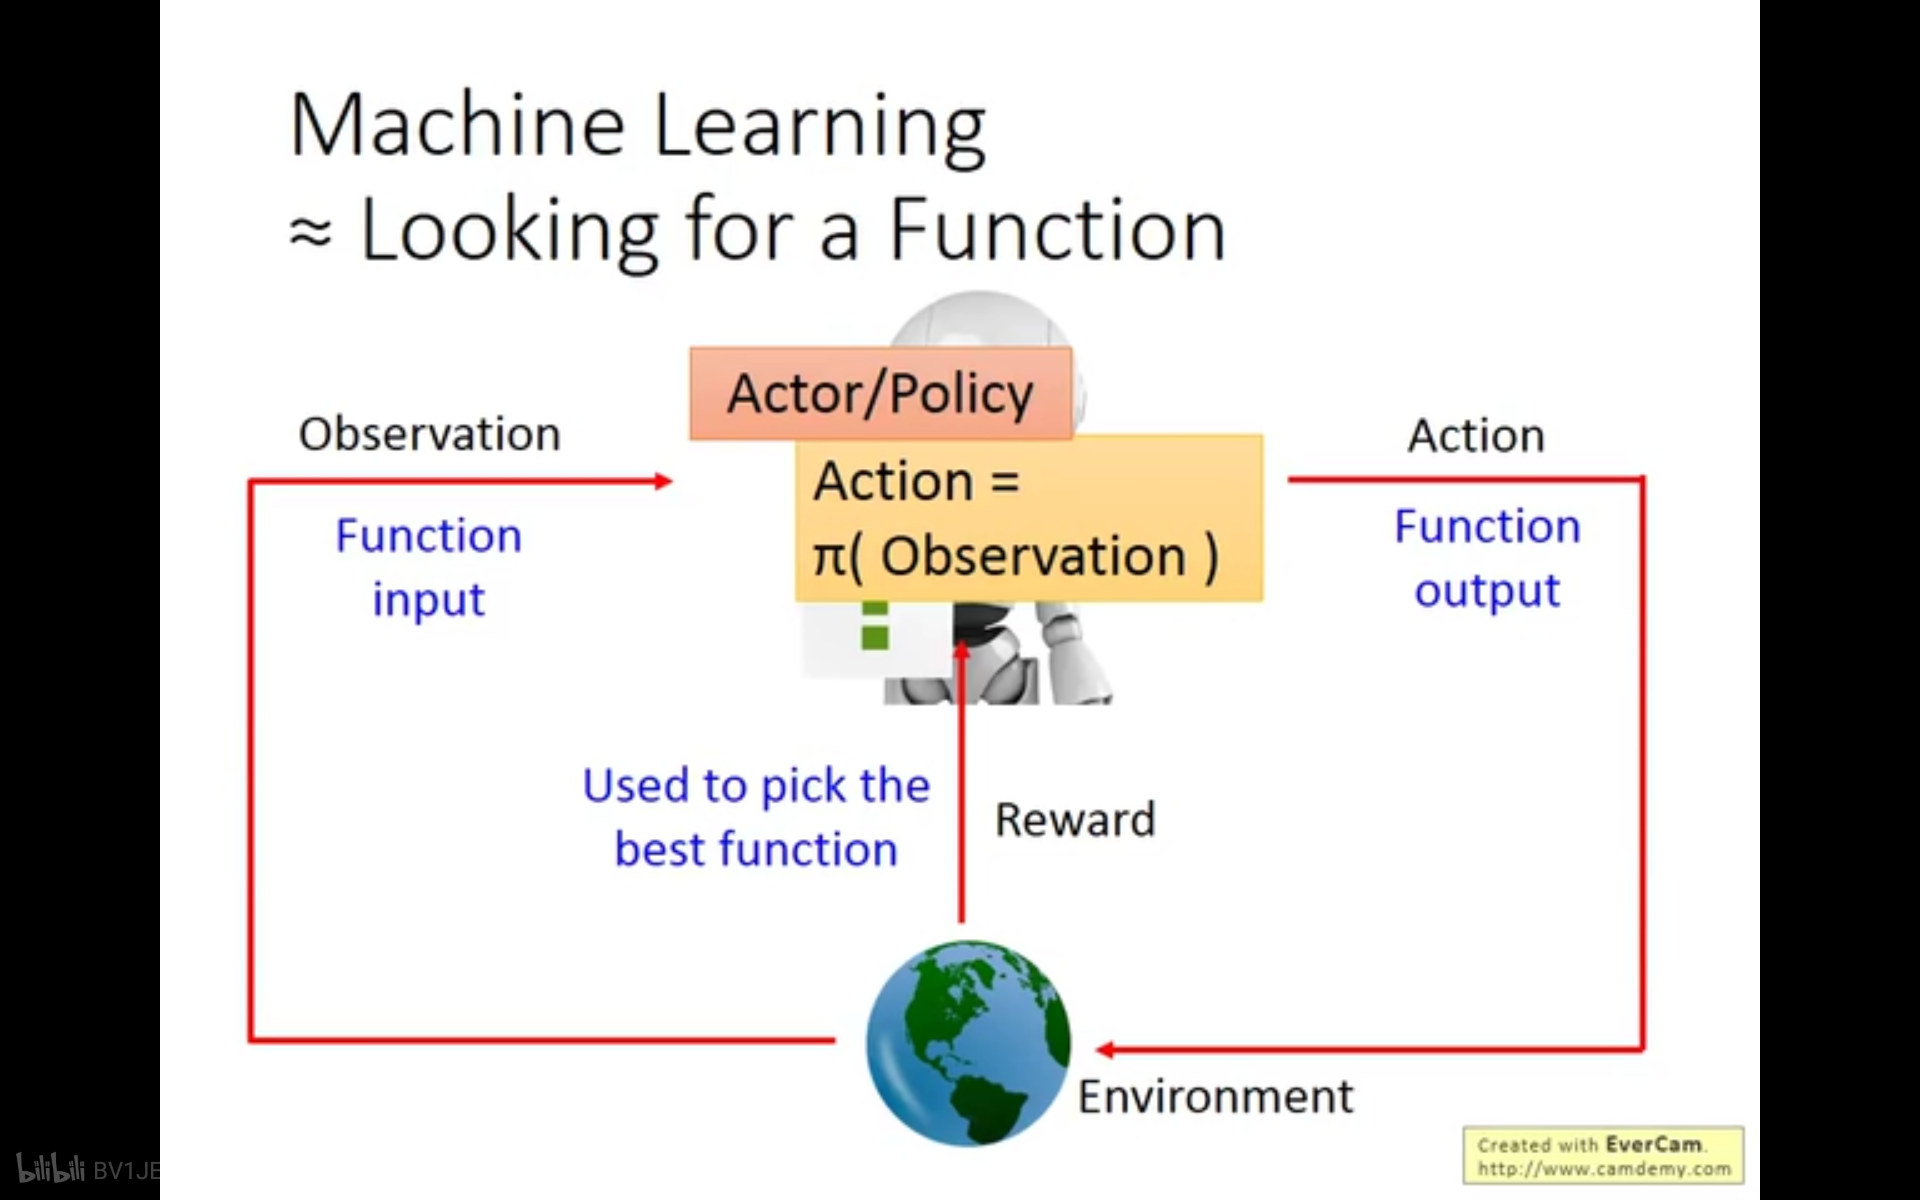 Machine Learning
≈ Looking for a Function
Actor/Policy
Observation
Action
Action =
π( Observation )
Function
input
Function
output
Used to pick the
best function
Reward
Environment
Created with EverCam.
http://www.camdemy.com
bilibili BV1JE